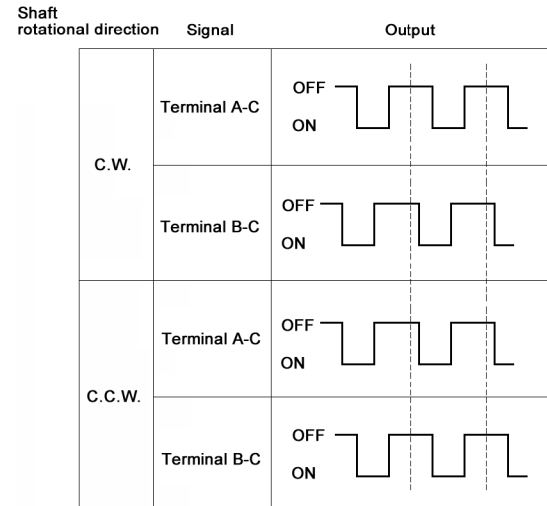 Shaft
rotational direction Signal Output
C.W.
Terminal A-C
OFF
ON
Terminal B-C
OFF
ON
C.C.W.
Terminal A-C
OFF
ON
Terminal B-C
OFF
ON